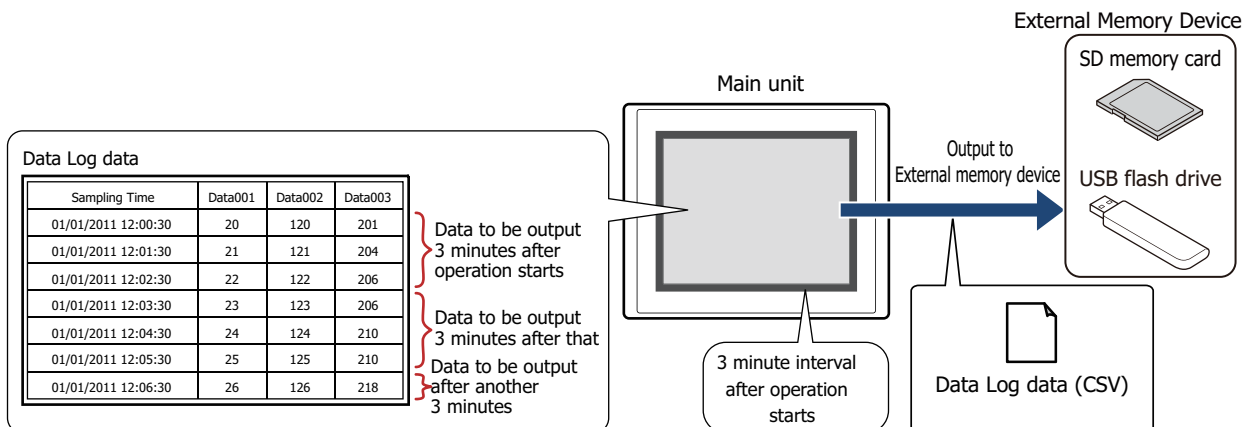 External Memory Device
SD memory card
USB flash drive
Main unit
Output to
External memory device
Data Log data
Sampling Time Data001 Data002 Data003
01/01/2011 12:00:30 20 120 201
01/01/2011 12:01:30 21 121 204
01/01/2011 12:02:30 22 122 206
01/01/2011 12:03:30 23 123 206
01/01/2011 12:04:30 24 124 210
01/01/2011 12:05:30 25 125 210
01/01/2011 12:06:30 26 126 218
Data to be output
3 minutes after
operation starts
Data to be output
3 minutes after that
Data to be output
after another
3 minutes
3 minute interval
after operation
starts
Data Log data (CSV)